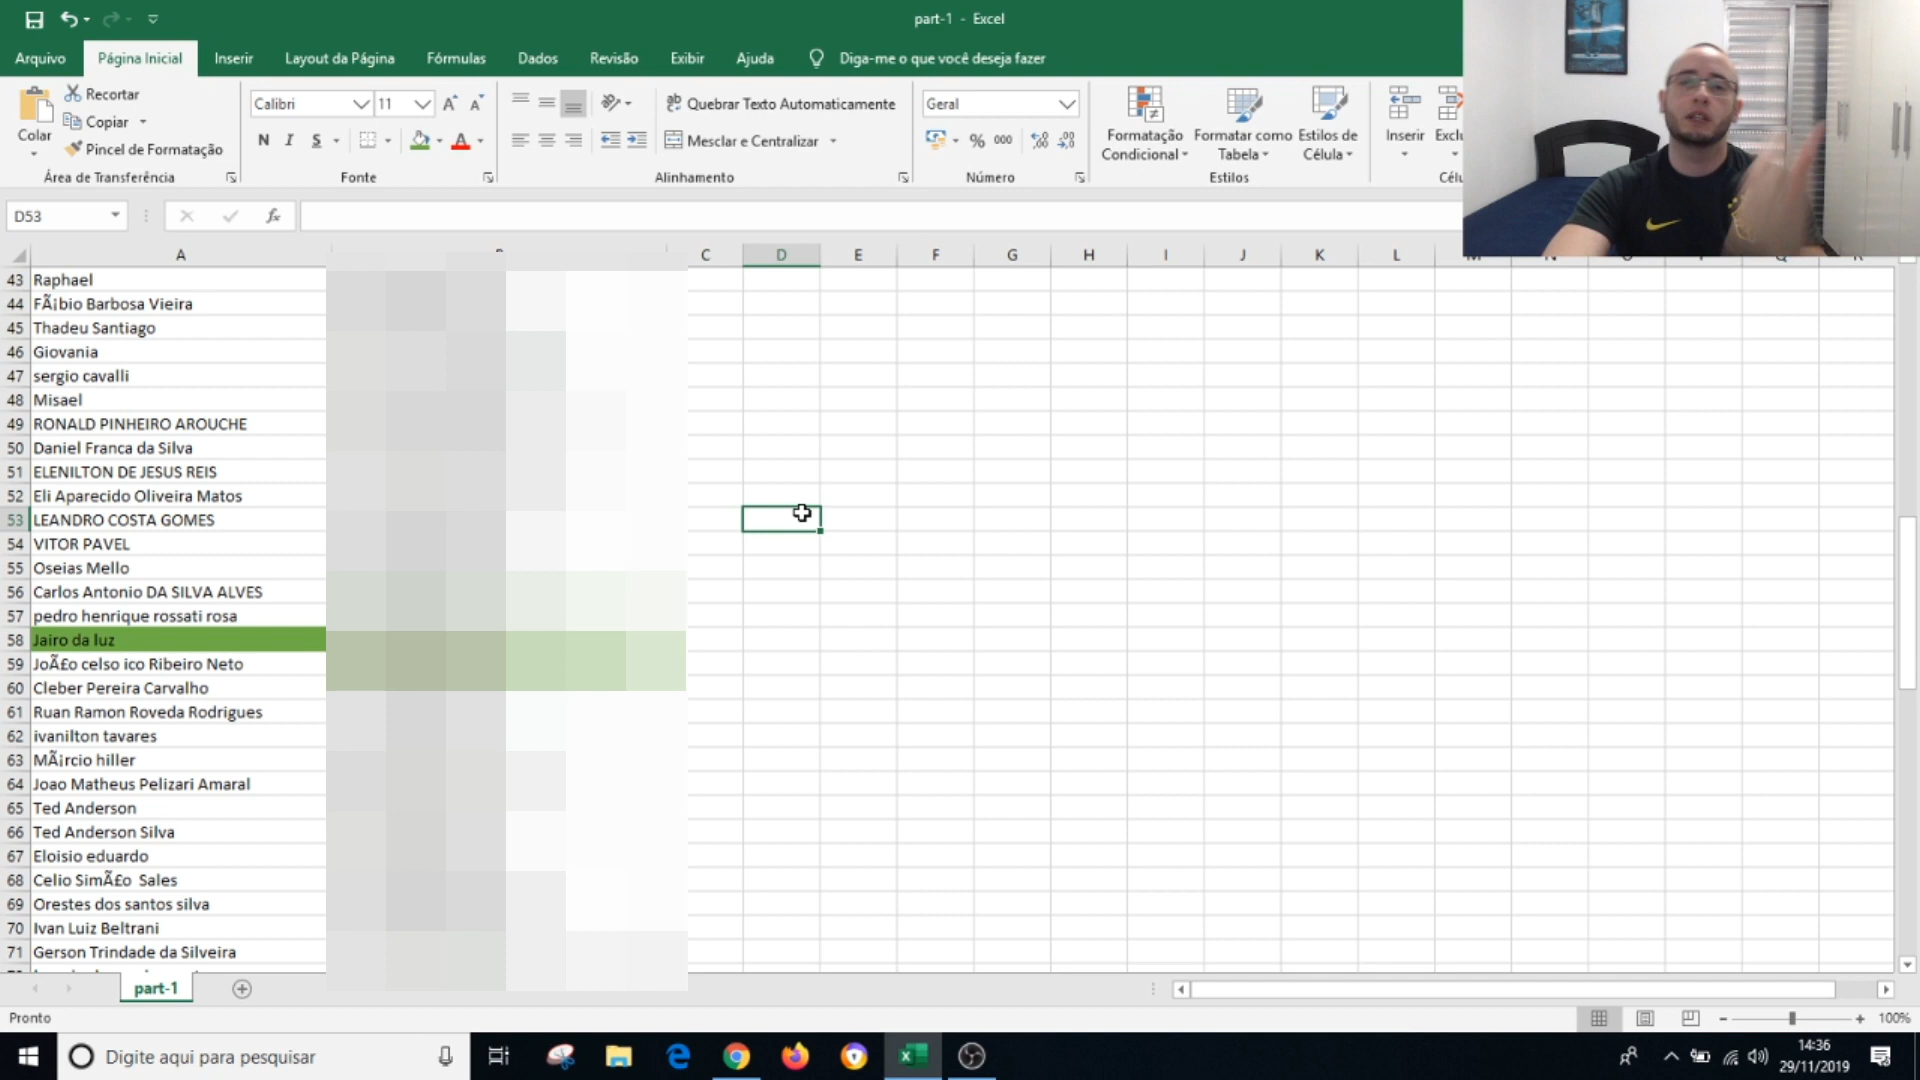 part-1 - Excel
Arquivo Página Inicial Inserir Layout da Página Fórmulas Dados Revisão Exibir Ajuda Diga-me o que você deseja fazer
Colar
Recortar
Copiar
Pincel de Formatação
Área de Transferência
Calibri 11
N I S
Fonte
Quebrar Texto Automaticamente
Mesclar e Centralizar
Alinhamento
Geral
% 000
Número
Formatação Condicional
Formatar como Tabela
Estilos de Célula
Estilos
Inserir
D53
fx
A C D E F G H I J K L
43 Raphael
44 FÃ¡bio Barbosa Vieira
45 Thadeu Santiago
46 Giovania
47 sergio cavalli
48 Misael
49 RONALD PINHEIRO AROUCHE
50 Daniel Franca da Silva
51 ELENILTON DE JESUS REIS
52 Eli Aparecido Oliveira Matos
53 LEANDRO COSTA GOMES
54 VITOR PAVEL
55 Oseias Mello
56 Carlos Antonio DA SILVA ALVES
57 pedro henrique rossati rosa
58 Jairo da luz
59 JoÃ£o celso ico Ribeiro Neto
60 Cleber Pereira Carvalho
61 Ruan Ramon Roveda Rodrigues
62 ivanilton tavares
63 MÃ¡rcio hiller
64 Joao Matheus Pelizari Amaral
65 Ted Anderson
66 Ted Anderson Silva
67 Eloisio eduardo
68 Celio SimÃ£o Sales
69 Orestes dos santos silva
70 Ivan Luiz Beltrani
71 Gerson Trindade da Silveira
part-1
Pronto
100%
Digite aqui para pesquisar
14:36
29/11/2019